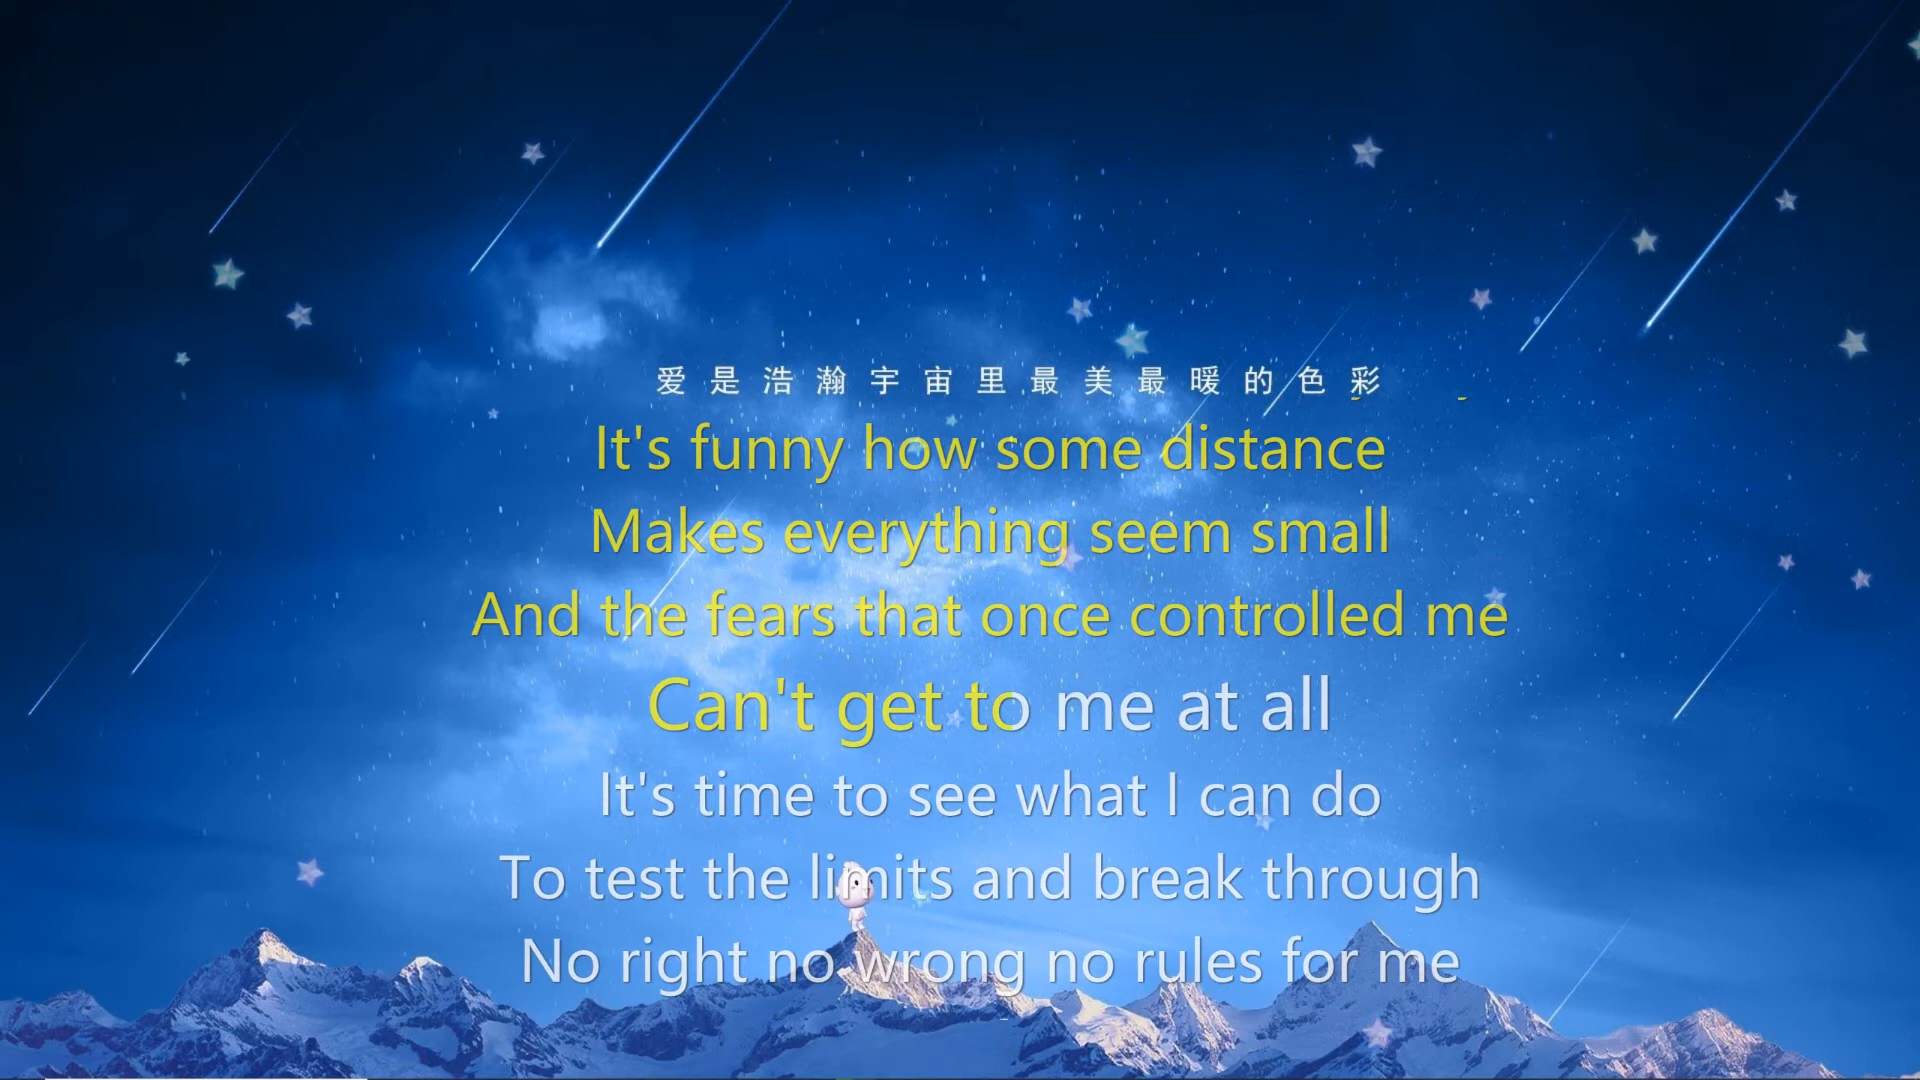 爱是浩瀚宇宙里最美最暖的色彩
It's funny how some distance
Makes everything seem small
And the fears that once controlled me
Can't get to me at all
It's time to see what I can do
To test the limits and break through
No right no wrong no rules for me